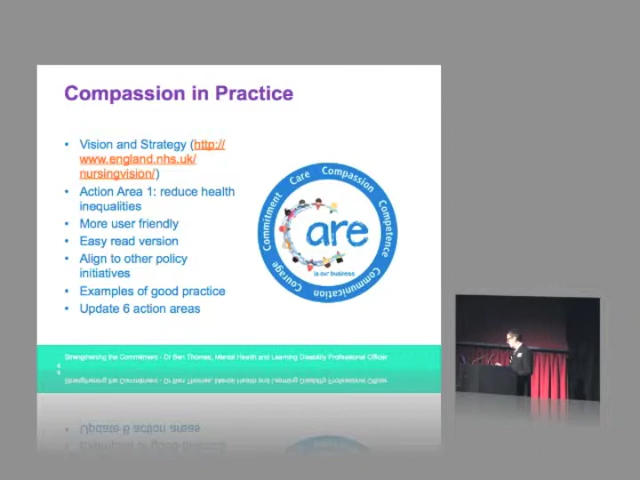 Compassion in Practice
• Vision and Strategy (http://
www.england.nhs.uk/
nursingvision/)
• Action Area 1: reduce health
inequalities
• More user friendly
• Easy read version
• Align to other policy
initiatives
• Examples of good practice
• Update 6 action areas
Care Compassion Competence Communication Courage Commitment
Care
is our business
Strengthening the Commitment - Dr Ben Thomas, Mental Health and Learning Disability Professional Officer